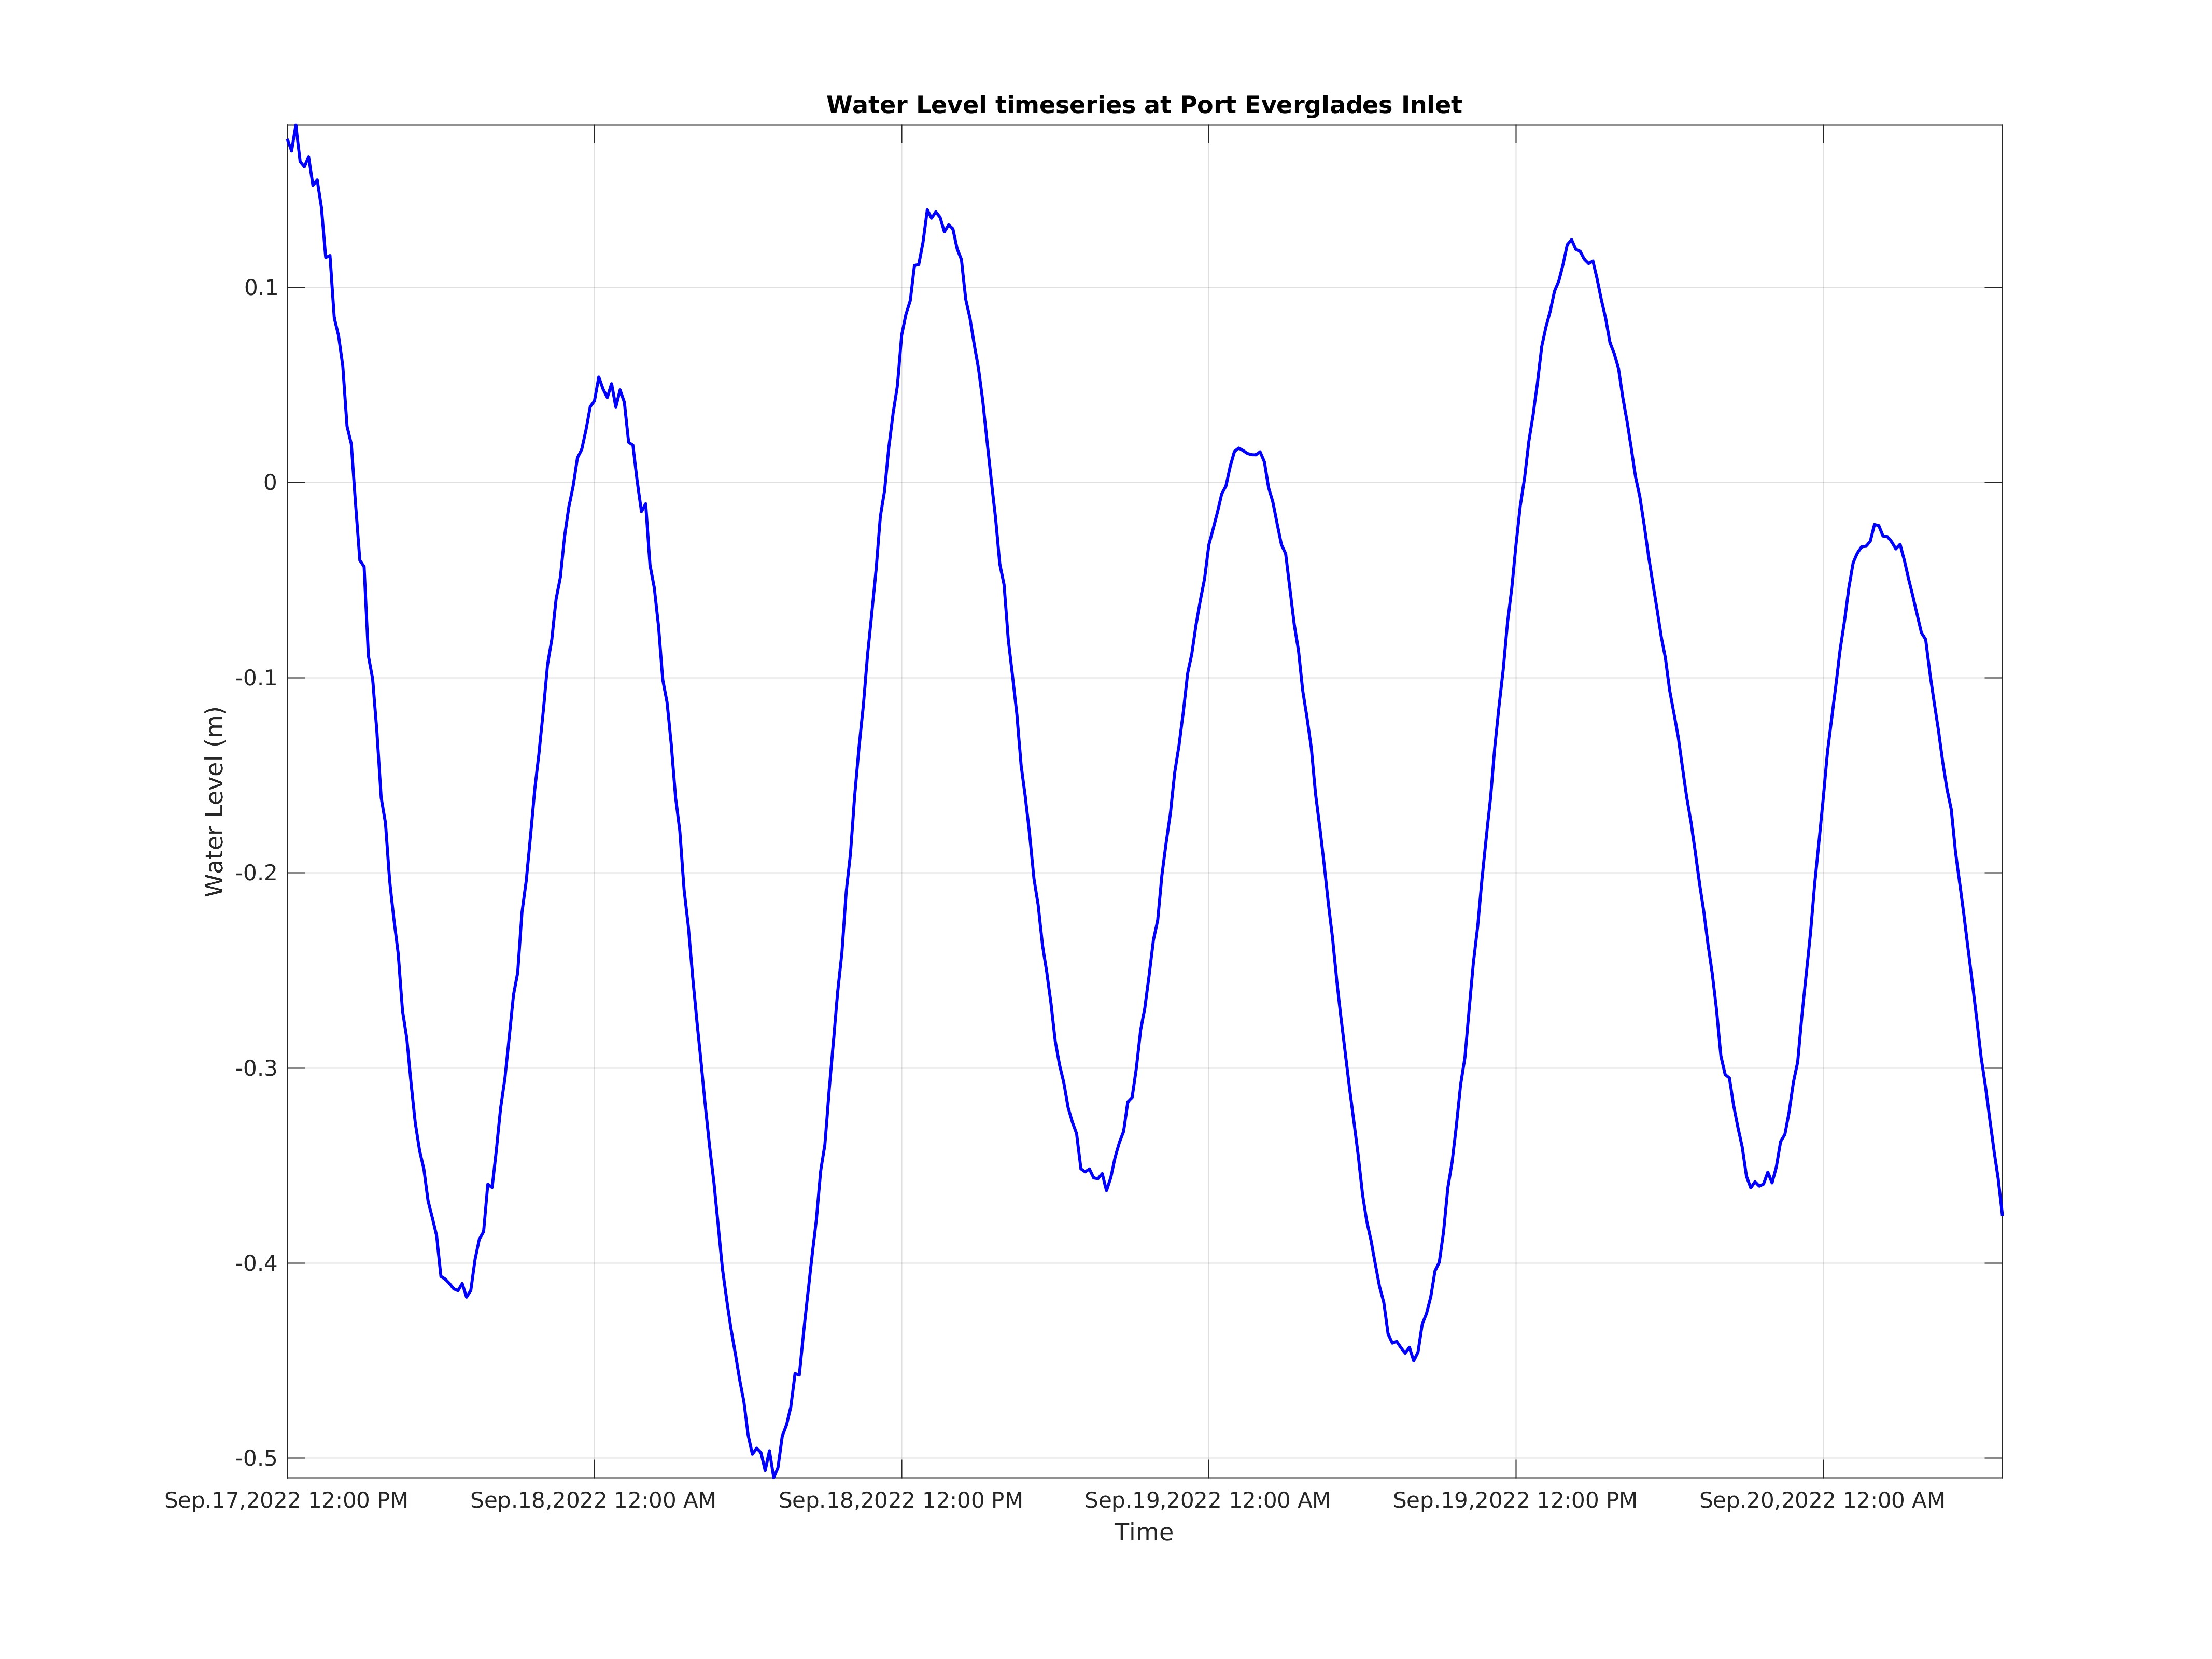 Water Level timeseries at Port Everglades Inlet
0.1
0
-0.1
-0.2
-0.3
-0.4
-0.5
Water Level (m)
Sep.17,2022 12:00 PM Sep.18,2022 12:00 AM Sep.18,2022 12:00 PM Sep.19,2022 12:00 AM Sep.19,2022 12:00 PM Sep.20,2022 12:00 AM
Time